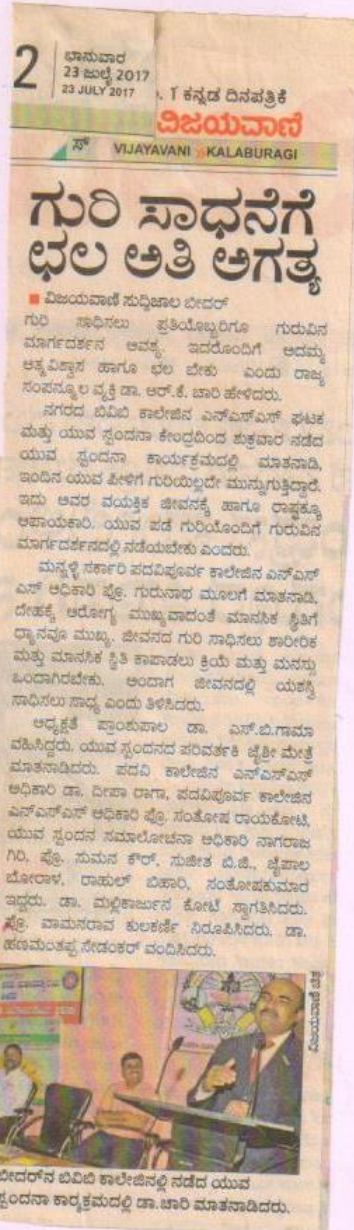 2
ಭಾನುವಾರ
23 ಜುಲೈ 2017
23 JULY 2017
. 1 ಕನ್ನಡ ದಿನಪತ್ರಿಕೆ
ವಿಜಯವಾಣಿ
ಸ್ VIJAYAVANI KALABURAGI
ಗುರಿ ಸಾಧನೆಗೆ
ಛಲ ಅತಿ ಅಗತ್ಯ
ವಿಜಯವಾಣಿ ಸುದ್ದಿಜಾಲ ಬೀದರ್
ಗುರಿ ಸಾಧಿಸಲು ಪ್ರತಿಯೊಬ್ಬರಿಗೂ ಗುರುವಿನ
ಮಾರ್ಗದರ್ಶನ ಅವಶ್ಯ. ಇದರೊಂದಿಗೆ ಅದಮ್ಯ
ಆತ್ಮವಿಶ್ವಾಸ ಹಾಗೂ ಛಲ ಬೇಕು ಎಂದು ರಾಜ್ಯ
ಸಂಪನ್ಮೂಲ ವ್ಯಕ್ತಿ ಡಾ. ಆರ್.ಕೆ. ಚಾರಿ ಹೇಳಿದರು.
ನಗರದ ಬಿವಿಬಿ ಕಾಲೇಜಿನ ಎನ್‌ಎಸ್‌ಎಸ್ ಘಟಕ
ಮತ್ತು ಯುವ ಸ್ಪಂದನಾ ಕೇಂದ್ರದಿಂದ ಶುಕ್ರವಾರ ನಡೆದ
ಯುವ ಸ್ಪಂದನಾ ಕಾರ್ಯಕ್ರಮದಲ್ಲಿ ಮಾತನಾಡಿ,
ಇಂದಿನ ಯುವ ಪೀಳಿಗೆ ಗುರಿಯಿಲ್ಲದೇ ಮುನ್ನುಗುತ್ತಿದ್ದಾರೆ.
ಇದು ಅವರ ವಯಕ್ತಿಕ ಜೀವನಕ್ಕೆ ಹಾಗೂ ರಾಷ್ಟ್ರಕ್ಕೂ
ಅಪಾಯಕಾರಿ. ಯುವ ಪಡೆ ಗುರಿಯೊಂದಿಗೆ ಗುರುವಿನ
ಮಾರ್ಗದರ್ಶನದಲ್ಲಿ ನಡೆಯಬೇಕು ಎಂದರು.
ಮನ್ನಳ್ಳಿ ಸರ್ಕಾರಿ ಪದವಿಪೂರ್ವ ಕಾಲೇಜಿನ ಎನ್‌ಎಸ್
ಎಸ್ ಅಧಿಕಾರಿ ಪ್ರೊ. ಗುರುನಾಥ ಮೂಲಗೆ ಮಾತನಾಡಿ,
ದೇಹಕ್ಕೆ ಆರೋಗ್ಯ ಮುಖ್ಯವಾದಂತೆ ಮಾನಸಿಕ ಸ್ಥಿತಿಗೆ
ಧ್ಯಾನವೂ ಮುಖ್ಯ. ಜೀವನದ ಗುರಿ ಸಾಧಿಸಲು ಶಾರೀರಿಕ
ಮತ್ತು ಮಾನಸಿಕ ಸ್ಥಿತಿ ಕಾಪಾಡಲು ಕ್ರಿಯೆ ಮತ್ತು ಮನಸ್ಸು
ಒಂದಾಗಿರಬೇಕು. ಅಂದಾಗ ಜೀವನದಲ್ಲಿ ಯಶಸ್ಸು
ಸಾಧಿಸಲು ಸಾಧ್ಯ ಎಂದು ತಿಳಿಸಿದರು.
ಅಧ್ಯಕ್ಷತೆ ಪ್ರಾಂಶುಪಾಲ ಡಾ. ಎಸ್.ಬಿ.ಗಾಮಾ
ವಹಿಸಿದ್ದರು. ಯುವ ಸ್ಪಂದನದ ಪರಿವರ್ತಕಿ ಜೈಶ್ರೀ ಮೇತ್ರೆ
ಮಾತನಾಡಿದರು. ಪದವಿ ಕಾಲೇಜಿನ ಎನ್‌ಎಸ್‌ಎಸ್
ಅಧಿಕಾರಿ ಡಾ. ದೀಪಾ ರಾಗಾ, ಪದವಿಪೂರ್ವ ಕಾಲೇಜಿನ
ಎನ್‌ಎಸ್‌ಎಸ್ ಅಧಿಕಾರಿ ಪ್ರೊ. ಸಂತೋಷ ರಾಯಕೋಟಿ,
ಯುವ ಸ್ಪಂದನ ಸಮಾಲೋಚನಾ ಅಧಿಕಾರಿ ನಾಗರಾಜ
ಗಿರಿ, ಪ್ರೊ. ಸುಮನ ಕೌರ್, ಸುಜೀತ ಬಿ.ಜಿ., ಜೈಪಾಲ
ಬೋರಾಳ, ರಾಹುಲ್ ಬಿಹಾರಿ, ಸಂತೋಷಕುಮಾರ
ಇದ್ದರು. ಡಾ. ಮಲ್ಲಿಕಾರ್ಜುನ ಕೋಟೆ ಸ್ವಾಗತಿಸಿದರು.
ಪ್ರೊ. ವಾಮನರಾವ ಕುಲಕರ್ಣಿ ನಿರೂಪಿಸಿದರು. ಡಾ.
ಹಣಮಂತಪ್ಪ ಸೇಡಂಕರ್ ವಂದಿಸಿದರು.
ವಿಜಯವಾಣಿ ಚಿತ್ರ
ಬೀದರ್‌ನ ಬಿವಿಬಿ ಕಾಲೇಜಿನಲ್ಲಿ ನಡೆದ ಯುವ
ಸ್ಪಂದನಾ ಕಾರ್ಯಕ್ರಮದಲ್ಲಿ ಡಾ.ಚಾರಿ ಮಾತನಾಡಿದರು.